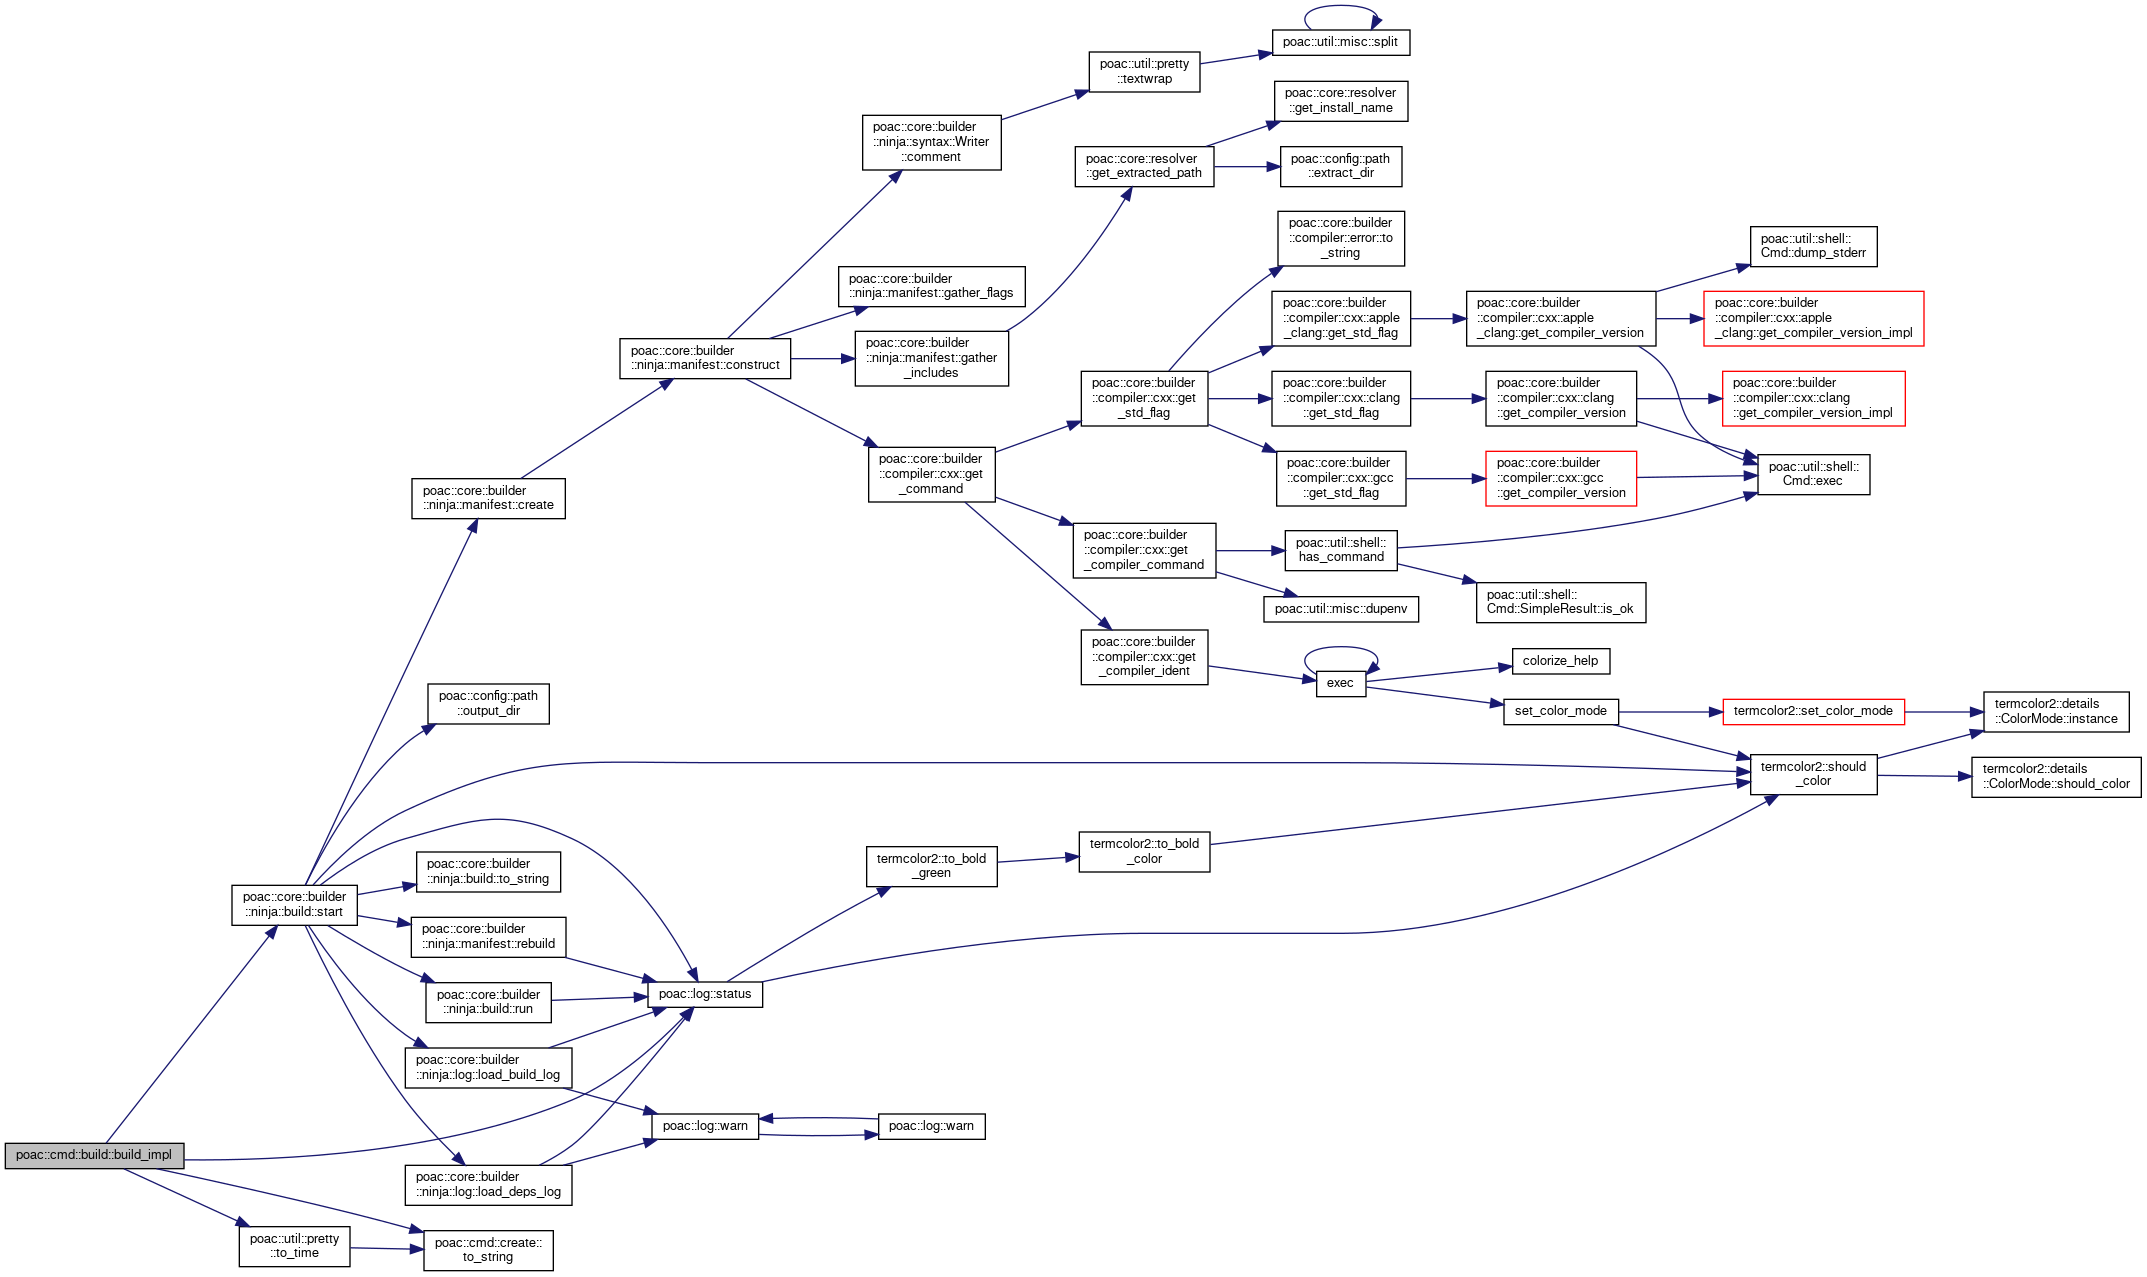 poac::util::misc::split
poac::util::pretty
::textwrap
poac::core::resolver
::get_install_name
poac::core::builder
::ninja::syntax::Writer
::comment
poac::core::resolver
::get_extracted_path
poac::config::path
::extract_dir
poac::core::builder
::compiler::error::to
_string
poac::util::shell::
Cmd::dump_stderr
poac::core::builder
::ninja::manifest::gather_flags
poac::core::builder
::compiler::cxx::apple
_clang::get_std_flag
poac::core::builder
::compiler::cxx::apple
_clang::get_compiler_version
poac::core::builder
::compiler::cxx::apple
_clang::get_compiler_version_impl
poac::core::builder
::ninja::manifest::construct
poac::core::builder
::ninja::manifest::gather
_includes
poac::core::builder
::compiler::cxx::get
_std_flag
poac::core::builder
::compiler::cxx::clang
::get_std_flag
poac::core::builder
::compiler::cxx::clang
::get_compiler_version
poac::core::builder
::compiler::cxx::clang
::get_compiler_version_impl
poac::core::builder
::compiler::cxx::get
_command
poac::core::builder
::compiler::cxx::gcc
::get_std_flag
poac::core::builder
::compiler::cxx::gcc
::get_compiler_version
poac::util::shell::
Cmd::exec
poac::core::builder
::ninja::manifest::create
poac::core::builder
::compiler::cxx::get
_compiler_command
poac::util::shell::
has_command
poac::util::shell::
Cmd::SimpleResult::is_ok
poac::util::misc::dupenv
poac::core::builder
::compiler::cxx::get
_compiler_ident
exec
colorize_help
set_color_mode
termcolor2::set_color_mode
termcolor2::details
::ColorMode::instance
poac::config::path
::output_dir
termcolor2::should
_color
termcolor2::details
::ColorMode::should_color
termcolor2::to_bold
_color
termcolor2::to_bold
_green
poac::core::builder
::ninja::build::to_string
poac::core::builder
::ninja::build::start
poac::core::builder
::ninja::manifest::rebuild
poac::core::builder
::ninja::build::run
poac::log::status
poac::core::builder
::ninja::log::load_build_log
poac::log::warn
poac::log::warn
poac::cmd::build::build_impl
poac::core::builder
::ninja::log::load_deps_log
poac::util::pretty
::to_time
poac::cmd::create::
to_string